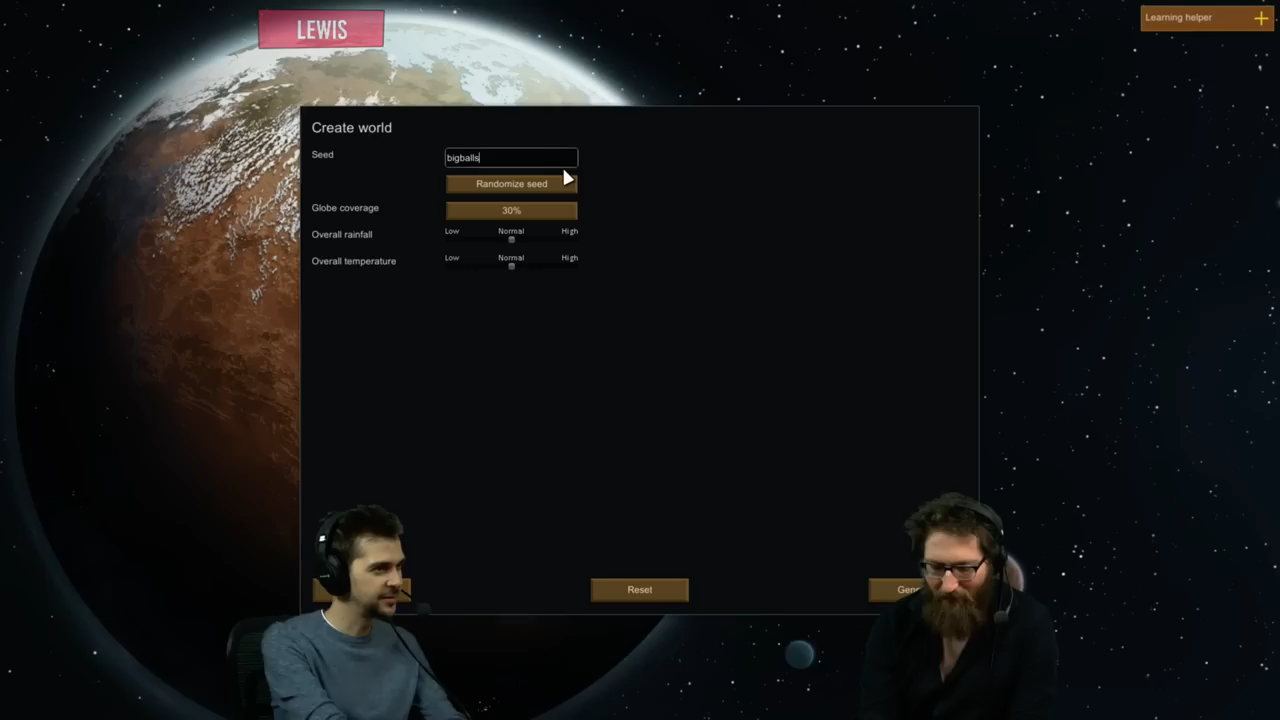 LEWIS
Learning helper
Create world
Seed
bigballs
Randomize seed
Globe coverage
30%
Overall rainfall
Low Normal High
Overall temperature
Low Normal High
Reset